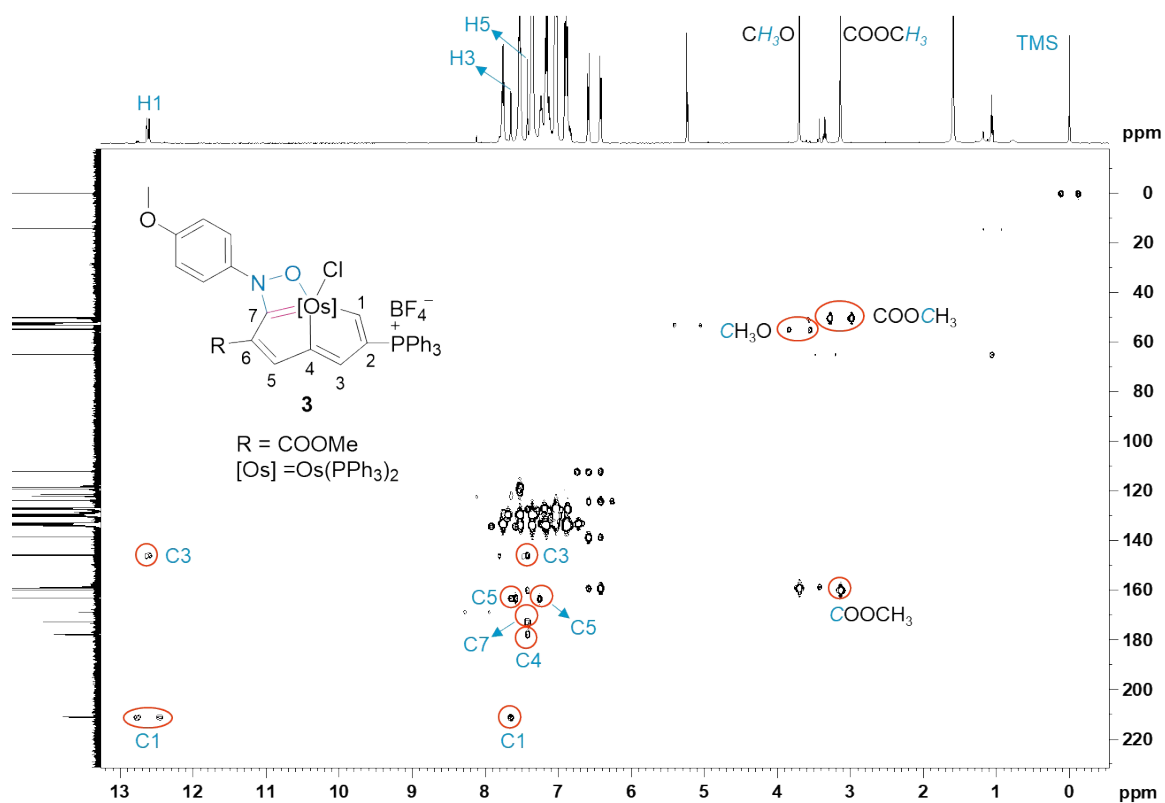 H5
CH₃O
COOCH₃
TMS
H3
H1
ppm
0
20
40
60
80
100
120
140
160
180
200
220
O
N
O
Cl
7
[Os]
1
BF₄⁻
+
PPh₃
R
6
5
4
3
2
3
R = COOMe
[Os] =Os(PPh₃)₂
COOCH₃
CH₃O
C3
C3
C5
C5
COOCH₃
C7
C4
C1
C1
13 12 11 10 9 8 7 6 5 4 3 2 1 0 ppm